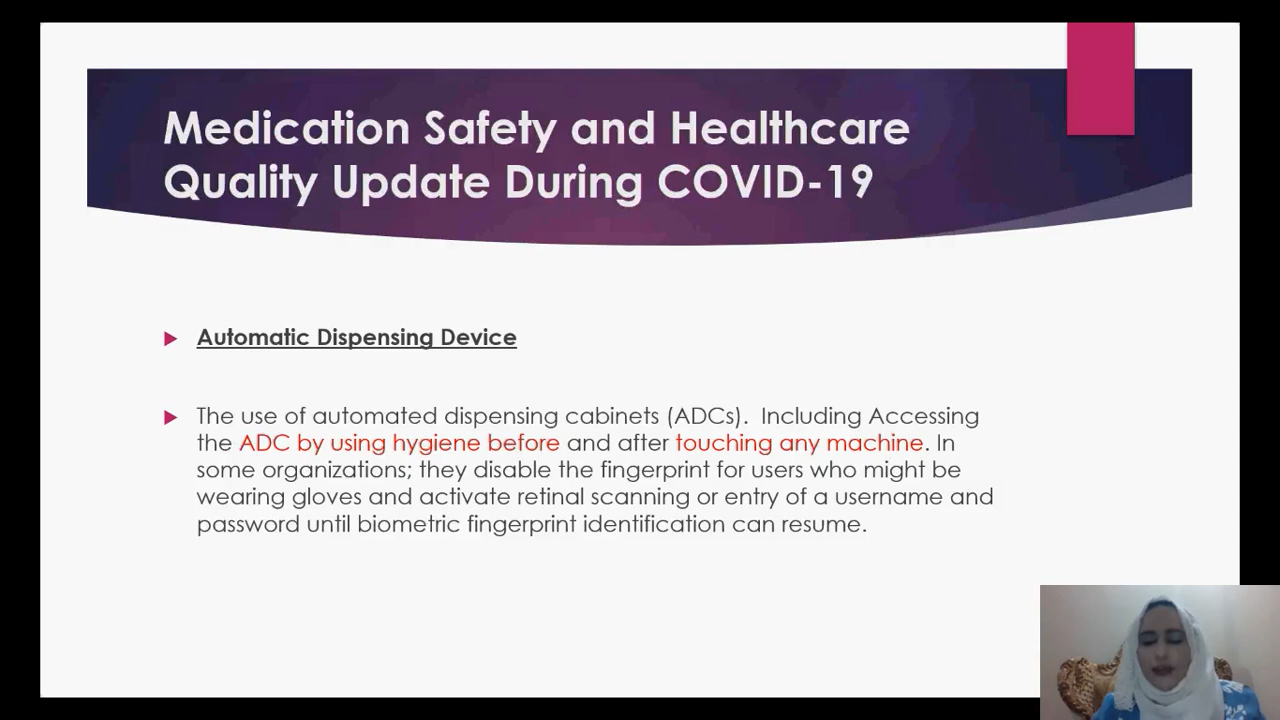 Medication Safety and Healthcare
Quality Update During COVID-19
Automatic Dispensing Device
The use of automated dispensing cabinets (ADCs).  Including Accessing
the ADC by using hygiene before and after touching any machine. In
some organizations; they disable the fingerprint for users who might be
wearing gloves and activate retinal scanning or entry of a username and
password until biometric fingerprint identification can resume.